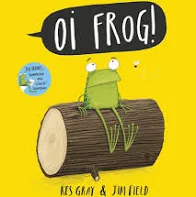 OI FROG!
KES GRAY & JIM FIELD